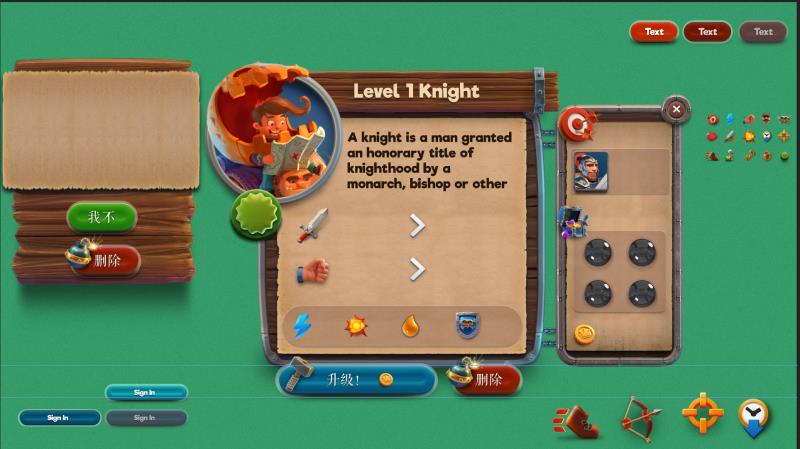 Text
Text
Text
Level 1 Knight
A knight is a man granted
an honorary title of
knighthood by a
monarch, bishop or other
我不
删除
升级!
删除
Sign In
Sign In
Sign In